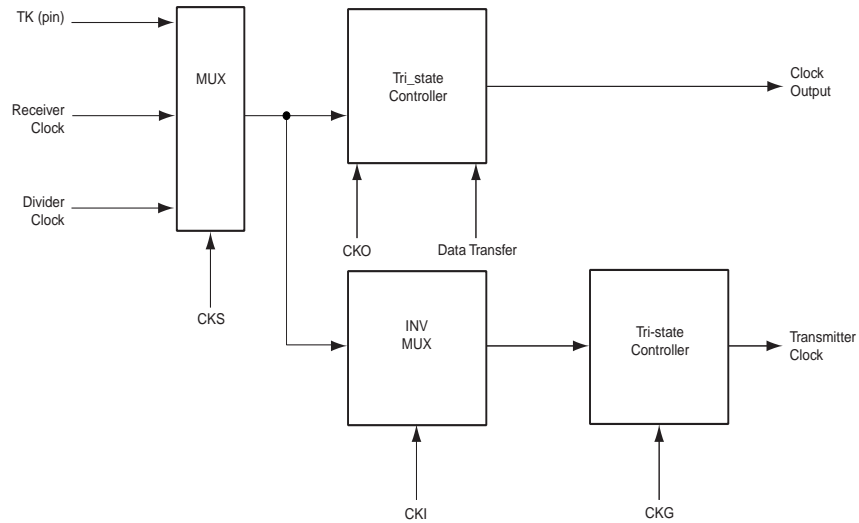 TK (pin)
MUX
Tri_state
Controller
Clock
Output
Receiver
Clock
Divider
Clock
CKO
Data Transfer
CKS
INV
MUX
Tri-state
Controller
Transmitter
Clock
CKI
CKG